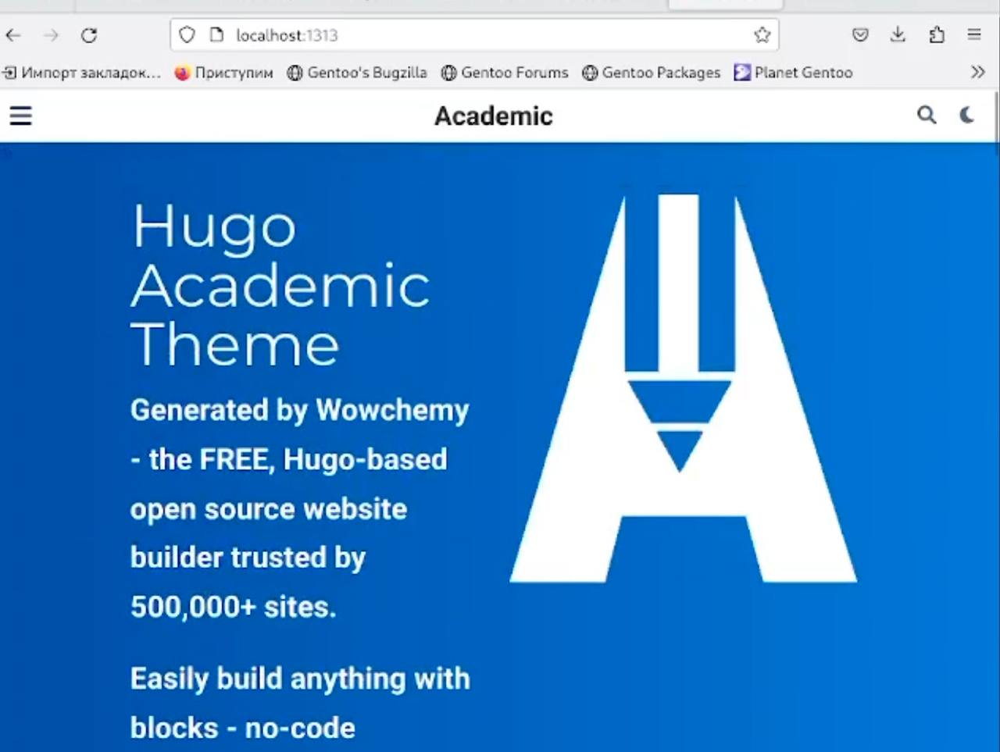 localhost:1313
Импорт закладок... Приступим Gentoo's Bugzilla Gentoo Forums Gentoo Packages Planet Gentoo
Academic
Hugo
Academic
Theme
Generated by Wowchemy
- the FREE, Hugo-based
open source website
builder trusted by
500,000+ sites.
Easily build anything with
blocks - no-code